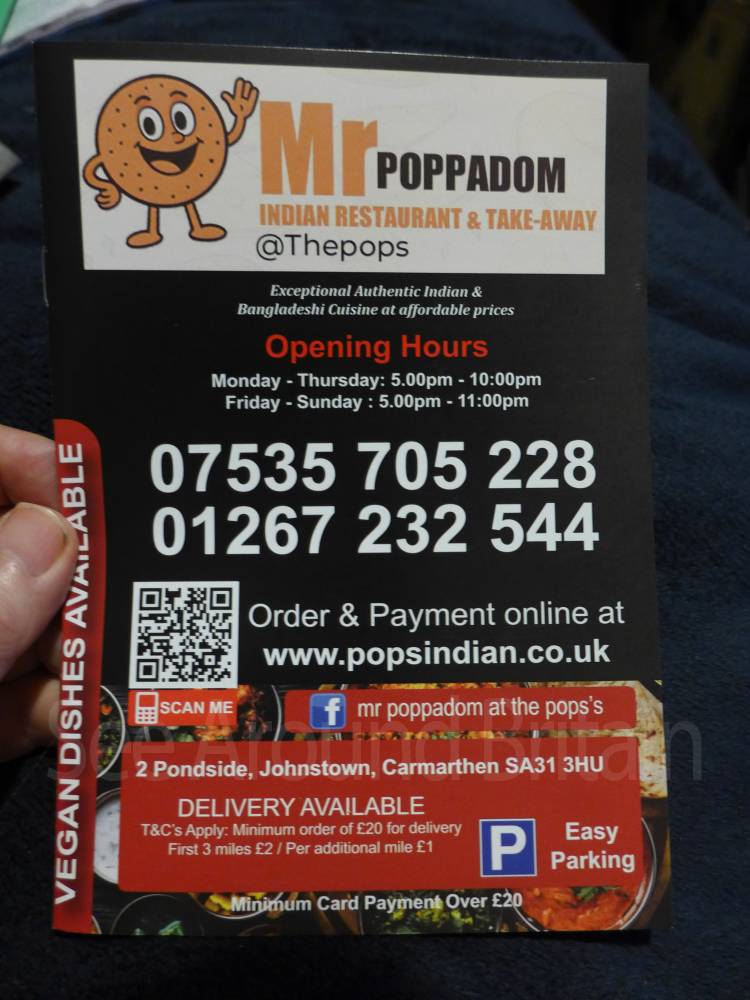 Mr POPPADOM
INDIAN RESTAURANT & TAKE-AWAY
@Thepops
Exceptional Authentic Indian &
Bangladeshi Cuisine at affordable prices
Opening Hours
Monday - Thursday: 5.00pm - 10:00pm
Friday - Sunday : 5.00pm - 11:00pm
07535 705 228
01267 232 544
VEGAN DISHES AVAILABLE
Order & Payment online at
www.popsindian.co.uk
SCAN ME
f mr poppadom at the pops's
See Around Britain
2 Pondside, Johnstown, Carmarthen SA31 3HU
DELIVERY AVAILABLE
T&C's Apply: Minimum order of £20 for delivery
First 3 miles £2 / Per additional mile £1
P Easy
Parking
Minimum Card Payment Over £20